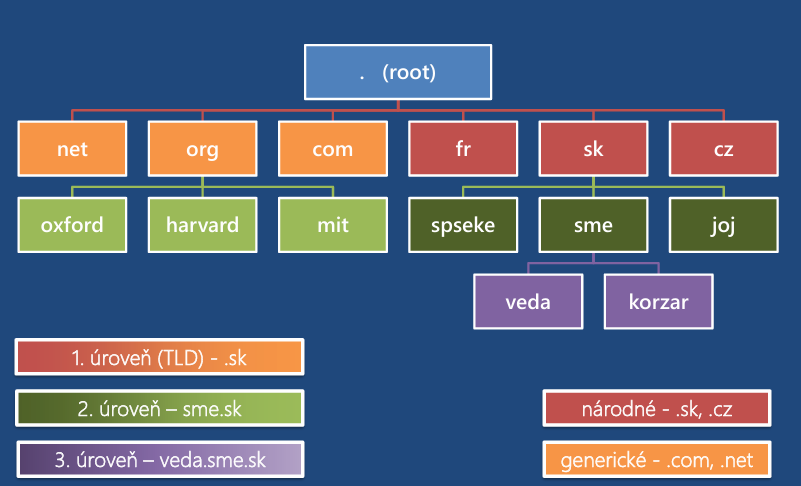 . (root)
net org com fr sk cz
oxford harvard mit spseke sme joj
veda korzar
1. úroveň (TLD) - .sk
2. úroveň – sme.sk
národné - .sk, .cz
3. úroveň – veda.sme.sk
generické - .com, .net